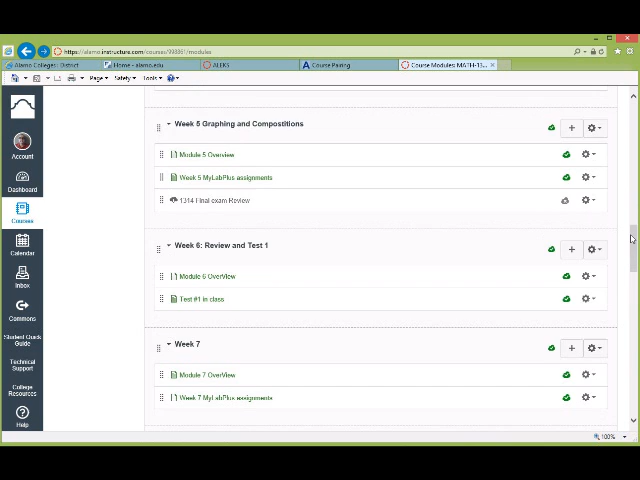 https://alamo.instructure.com/courses/998861/modules
Alamo Colleges : District
Home - alamo.edu
ALEKS
Course Pairing
Course Modules: MATH-13...
Page
Safety
Tools
Week 5 Graphing and Compostitions
Module 5 Overview
Week 5 MyLabPlus assignments
1314 Final exam Review
Week 6: Review and Test 1
Module 6 OverView
Test #1 in class
Week 7
Module 7 OverView
Week 7 MyLabPlus assignments
Account
Dashboard
Courses
Calendar
Inbox
Commons
Student Quick
Guide
Technical
Support
College
Resources
Help
100%